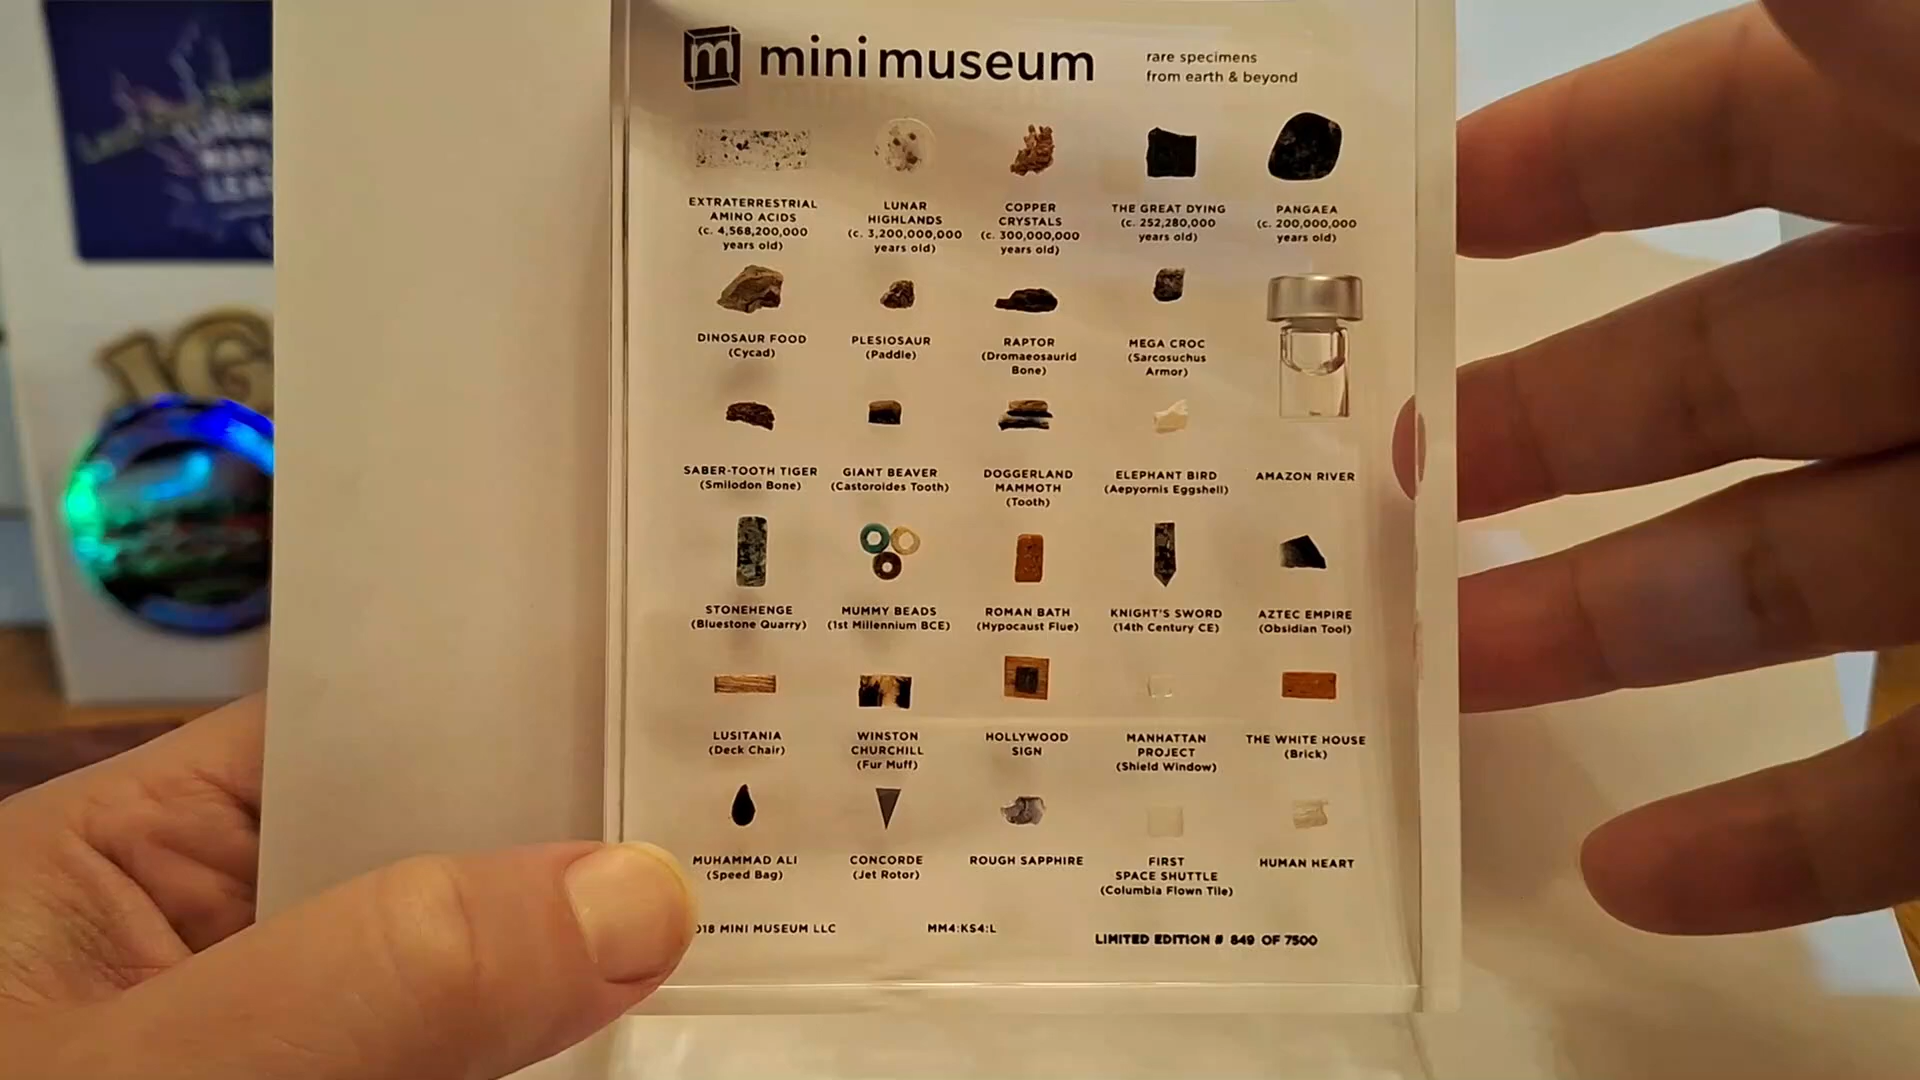 mini museum
rare specimens
from earth & beyond
EXTRATERRESTRIAL
AMINO ACIDS
(c. 4,568,200,000
years old)
LUNAR
HIGHLANDS
(c. 3,200,000,000
years old)
COPPER
CRYSTALS
(c. 300,000,000
years old)
THE GREAT DYING
(c. 252,280,000
years old)
PANGAEA
(c. 200,000,000
years old)
DINOSAUR FOOD
(Cycad)
PLESIOSAUR
(Paddle)
RAPTOR
(Dromaeosaurid
Bone)
MEGA CROC
(Sarcosuchus
Armor)
SABER-TOOTH TIGER
(Smilodon Bone)
GIANT BEAVER
(Castoroides Tooth)
DOGGERLAND
MAMMOTH
(Tooth)
ELEPHANT BIRD
(Aepyornis Eggshell)
AMAZON RIVER
STONEHENGE
(Bluestone Quarry)
MUMMY BEADS
(1st Millennium BCE)
ROMAN BATH
(Hypocaust Flue)
KNIGHT'S SWORD
(14th Century CE)
AZTEC EMPIRE
(Obsidian Tool)
LUSITANIA
(Deck Chair)
WINSTON
CHURCHILL
(Fur Muff)
HOLLYWOOD
SIGN
MANHATTAN
PROJECT
(Shield Window)
THE WHITE HOUSE
(Brick)
MUHAMMAD ALI
(Speed Bag)
CONCORDE
(Jet Rotor)
ROUGH SAPPHIRE
FIRST
SPACE SHUTTLE
(Columbia Flown Tile)
HUMAN HEART
18 MINI MUSEUM LLC
MM4:KS4:L
LIMITED EDITION # 849 OF 7500